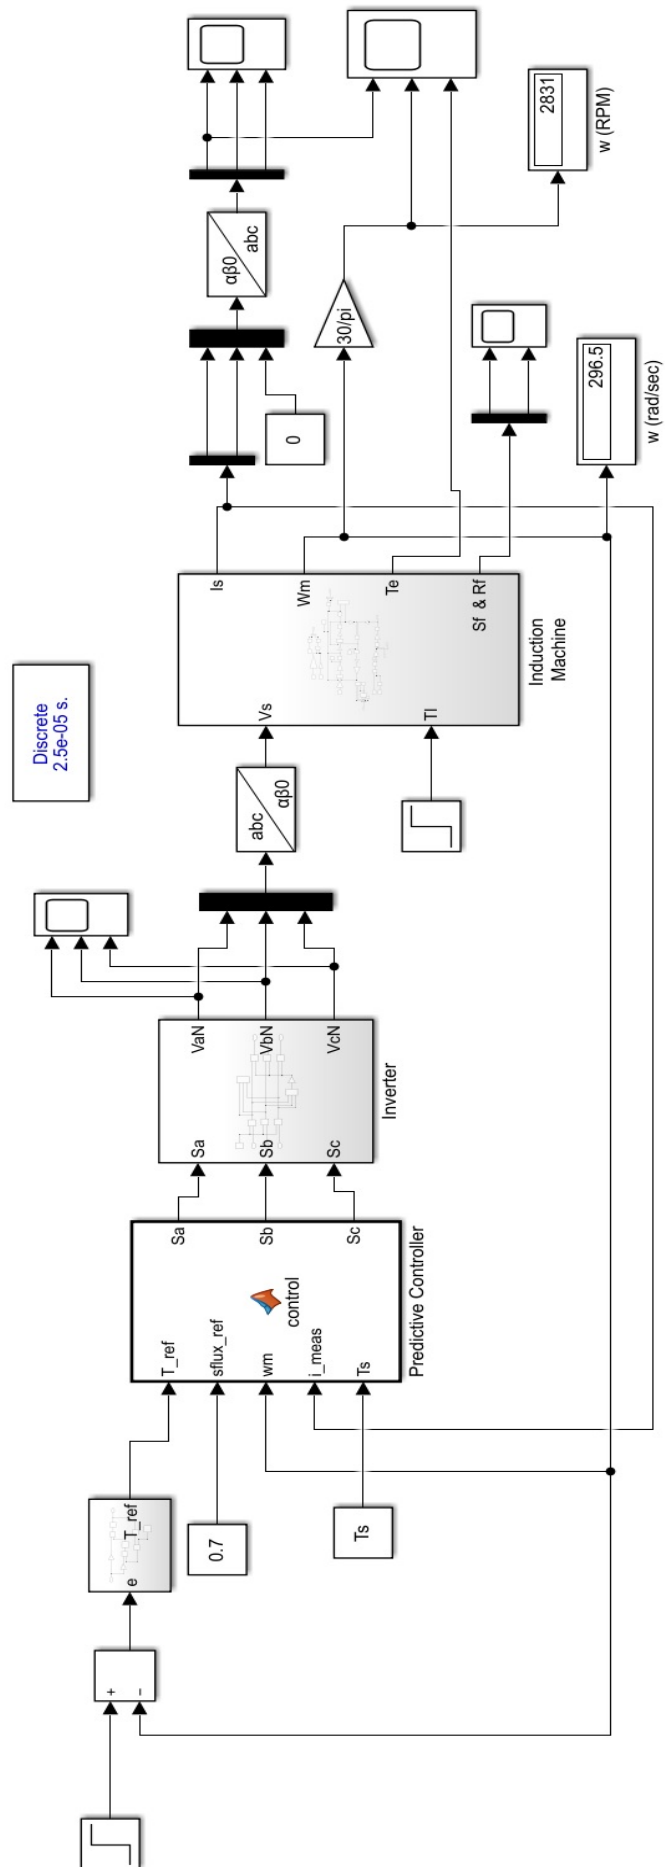 Discrete
2.5e-05 s.
+
−
e
T_ref
0.7
Ts
T_ref
sflux_ref
wm
i_meas
Ts
control
Sa
Sb
Sc
Predictive Controller
Sa
Sb
Sc
VaN
VbN
VcN
Inverter
abc
αβ0
Vs
Tl
Is
Wm
Te
Sf & Rf
Induction
Machine
0
αβ0
abc
30/pi
2831
w (RPM)
296.5
w (rad/sec)